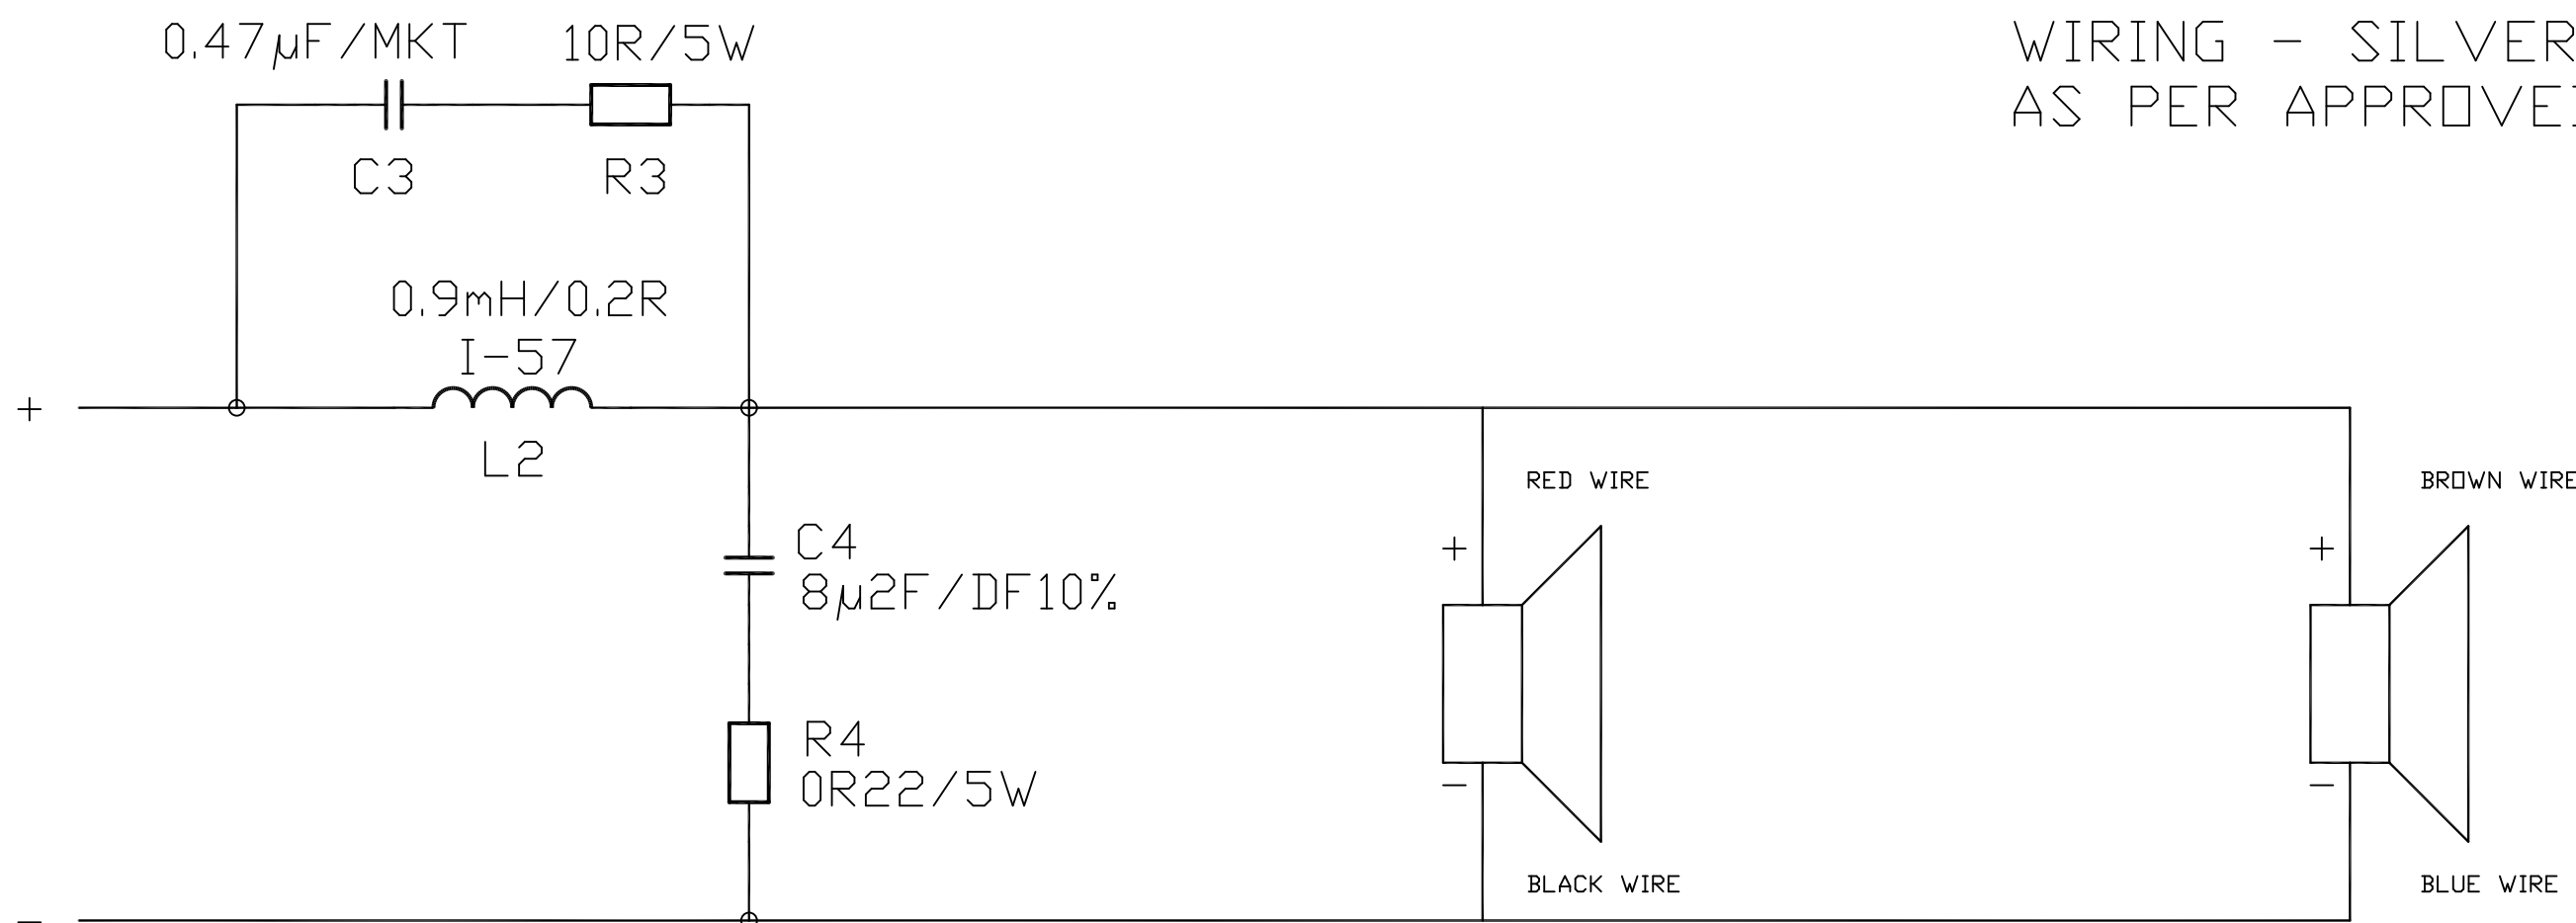 0.47µF/MKT
10R/5W
WIRING - SILVER
AS PER APPROVE
C3
R3
0.9mH/0.2R
I-57
+
L2
RED WIRE
BROWN WIRE
C4
+
+
8µ2F/DF10%
R4
0R22/5W
-
-
BLACK WIRE
BLUE WIRE
-